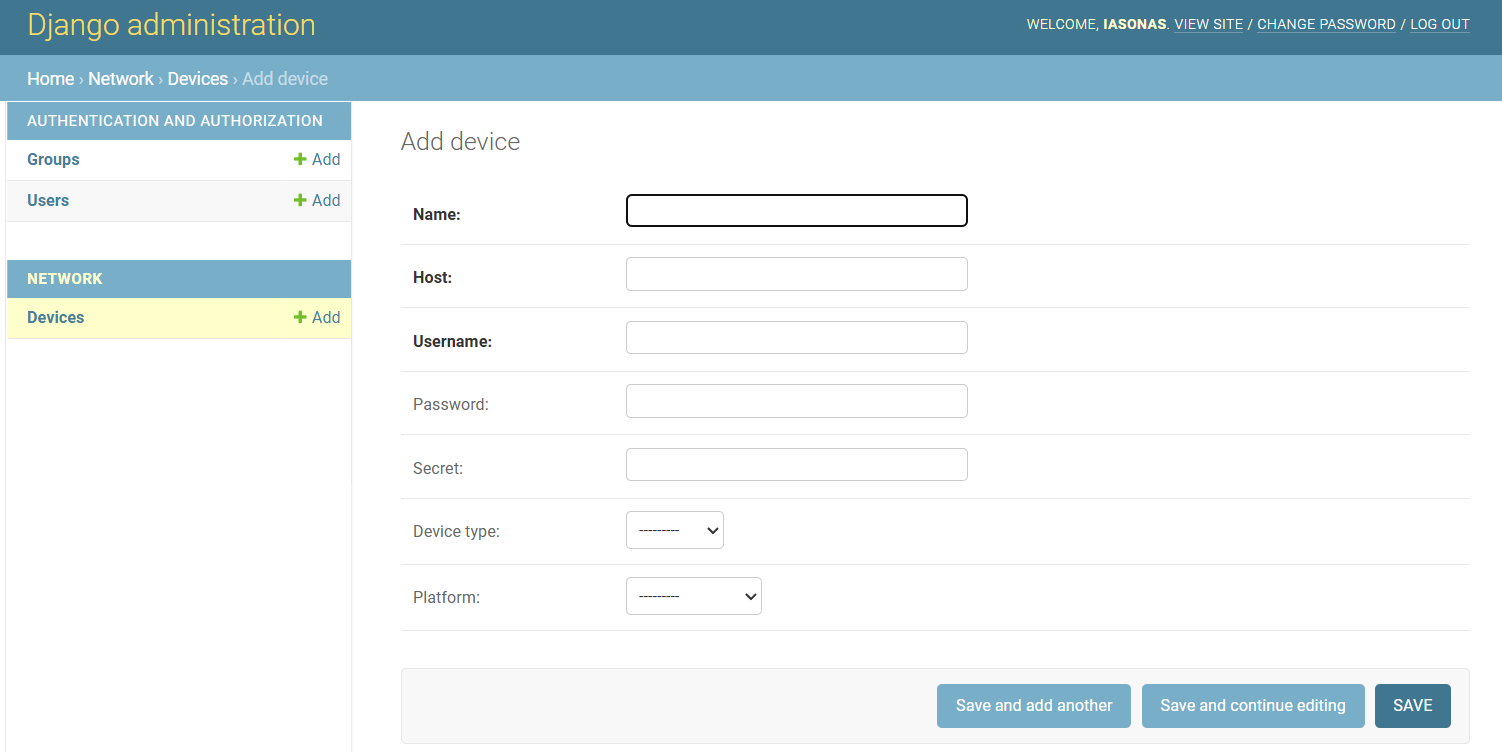 Django administration
WELCOME, IASONAS. VIEW SITE / CHANGE PASSWORD / LOG OUT
Home › Network › Devices › Add device
AUTHENTICATION AND AUTHORIZATION
Groups
Add
Users
Add
NETWORK
Devices
Add
Add device
Name:
Host:
Username:
Password:
Secret:
Device type:
---------
Platform:
---------
Save and add another
Save and continue editing
SAVE